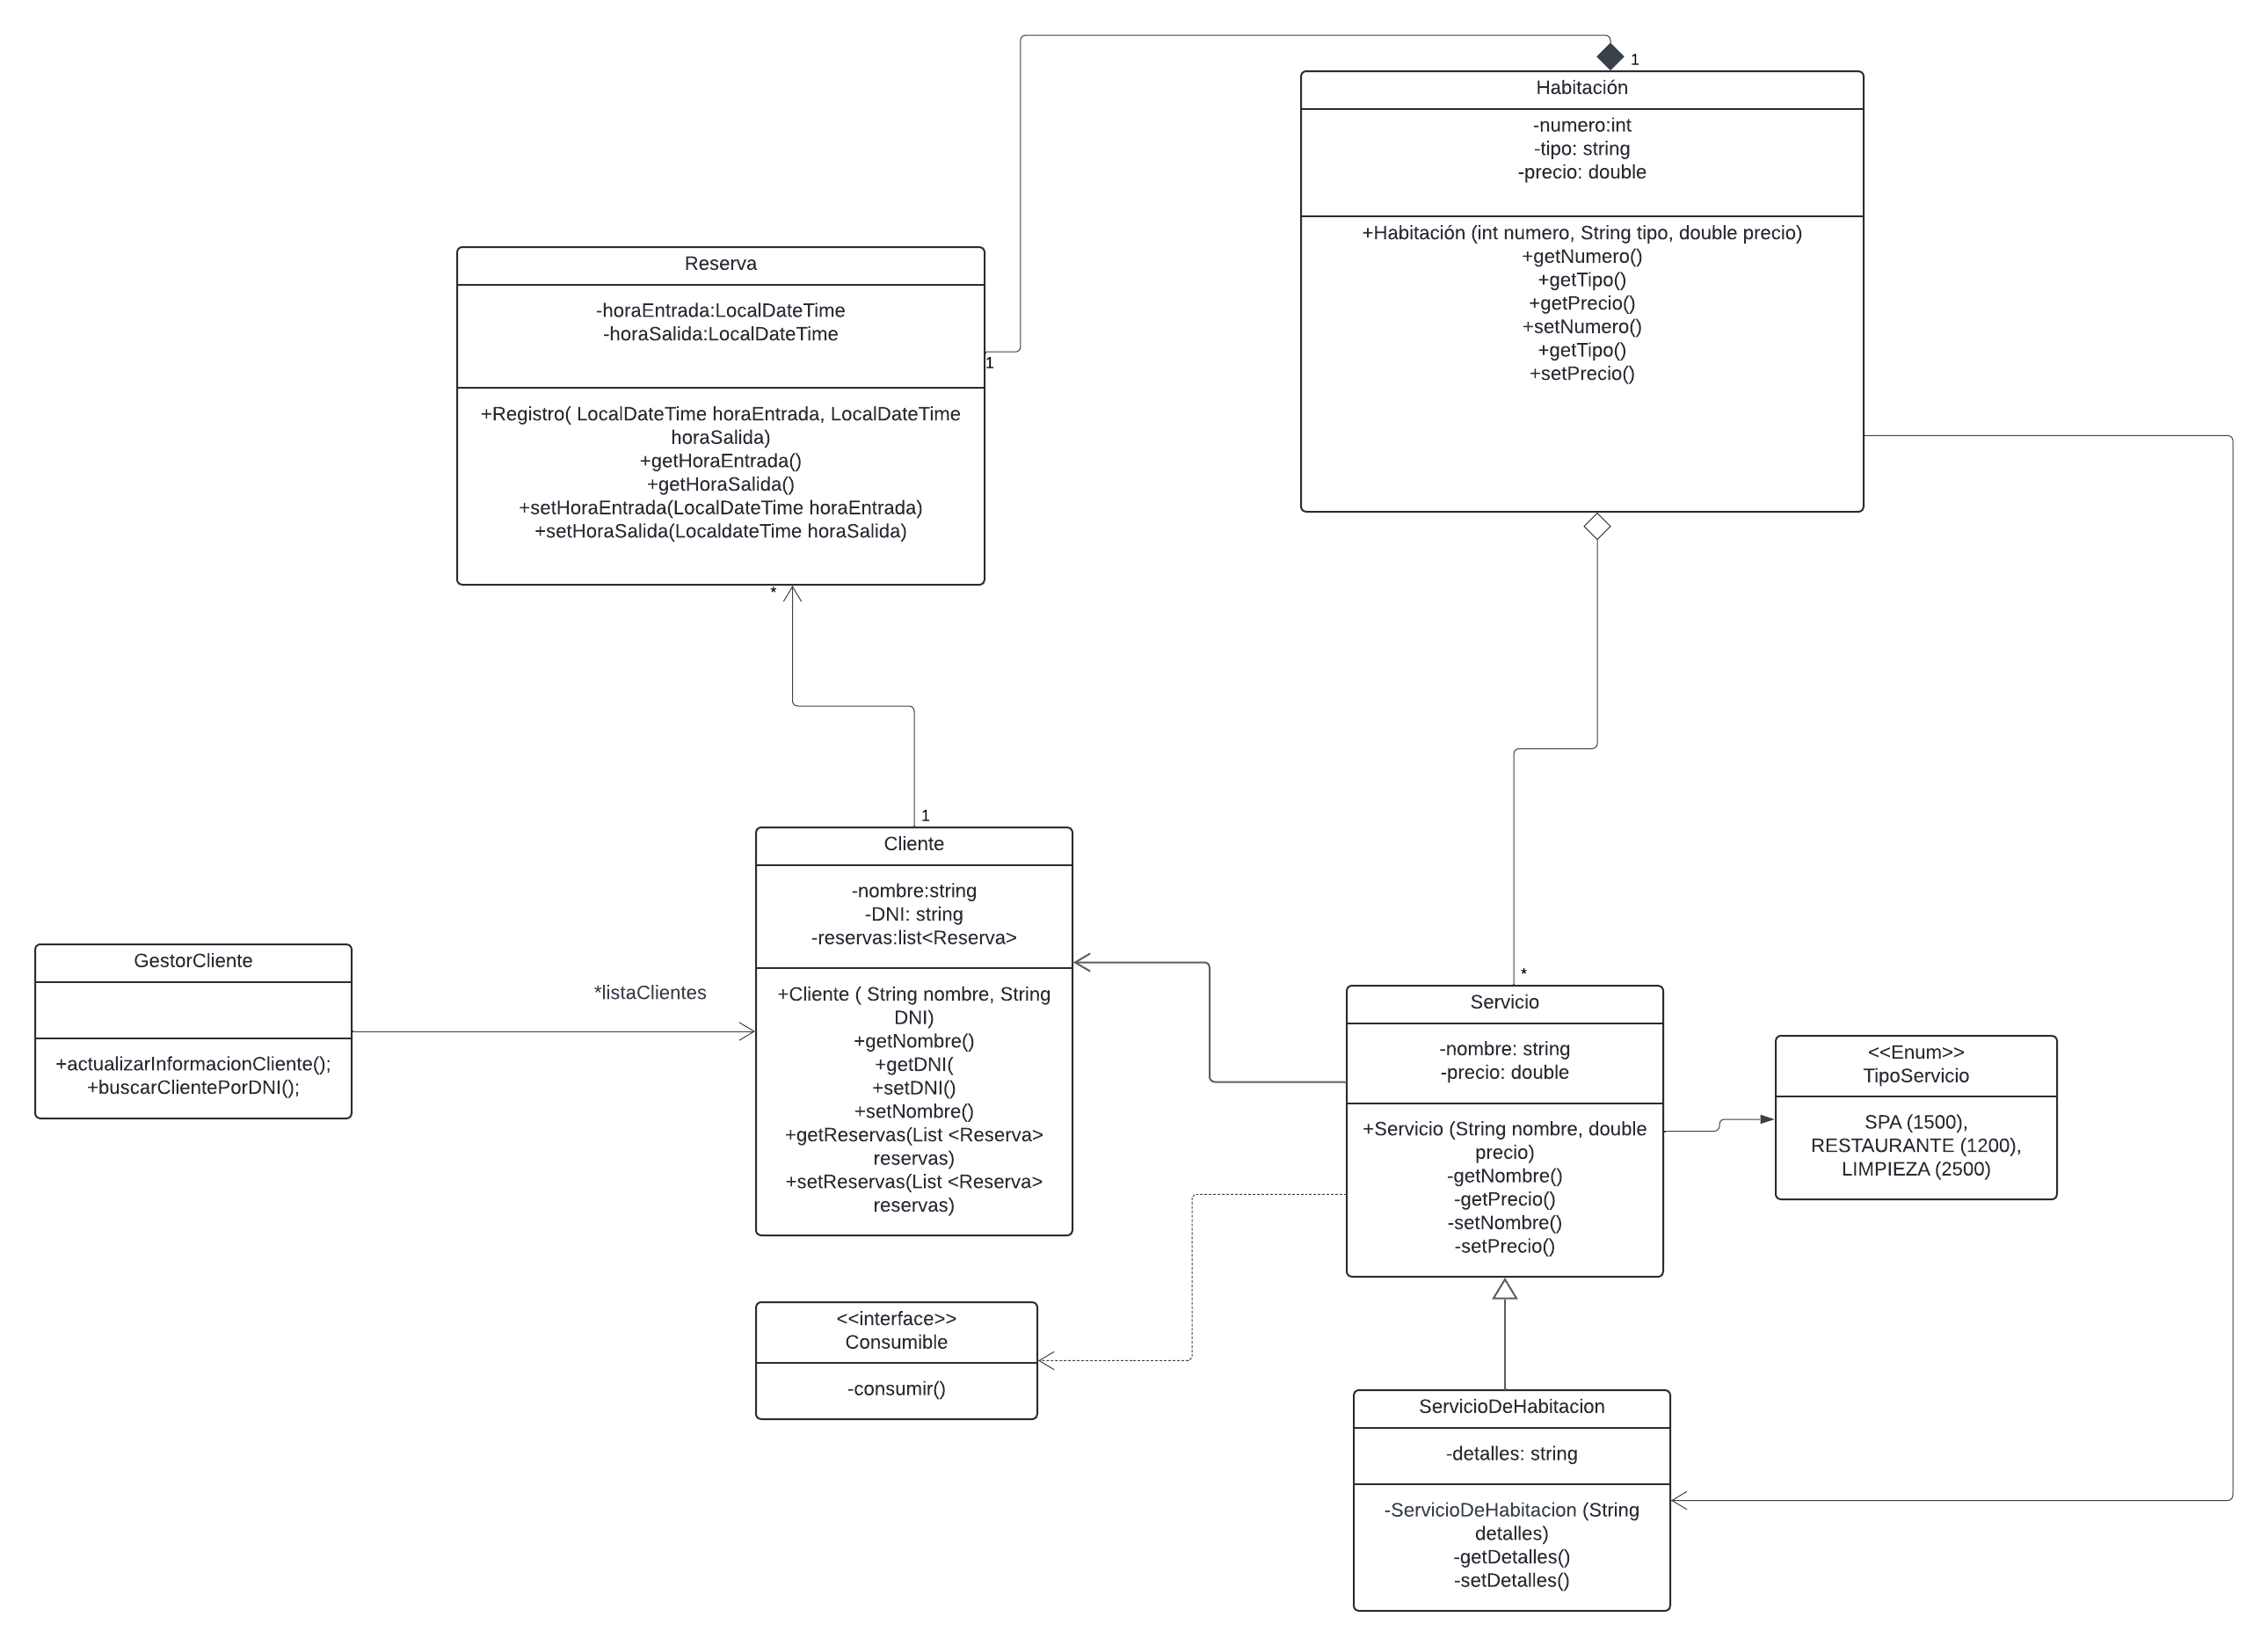 1
Habitación
-numero:int
-tipo: string
-precio: double
+Habitación (int numero, String tipo, double precio)
+getNumero()
+getTipo()
+getPrecio()
+setNumero()
+getTipo()
+setPrecio()
Reserva
-horaEntrada:LocalDateTime
-horaSalida:LocalDateTime
1
+Registro( LocalDateTime horaEntrada, LocalDateTime
horaSalida)
+getHoraEntrada()
+getHoraSalida()
+setHoraEntrada(LocalDateTime horaEntrada)
+setHoraSalida(LocaldateTime horaSalida)
*
1
Cliente
-nombre:string
-DNI: string
-reservas:list<Reserva>
+Cliente ( String nombre, String
DNI)
+getNombre()
+getDNI(
+setDNI()
+setNombre()
+getReservas(List <Reserva>
reservas)
+setReservas(List <Reserva>
reservas)
GestorCliente
+actualizarInformacionCliente();
+buscarClientePorDNI();
*listaClientes
*
Servicio
-nombre: string
-precio: double
+Servicio (String nombre, double
precio)
-getNombre()
-getPrecio()
-setNombre()
-setPrecio()
<<Enum>>
TipoServicio
SPA (1500),
RESTAURANTE (1200),
LIMPIEZA (2500)
<<interface>>
Consumible
-consumir()
ServicioDeHabitacion
-detalles: string
-ServicioDeHabitacion (String
detalles)
-getDetalles()
-setDetalles()